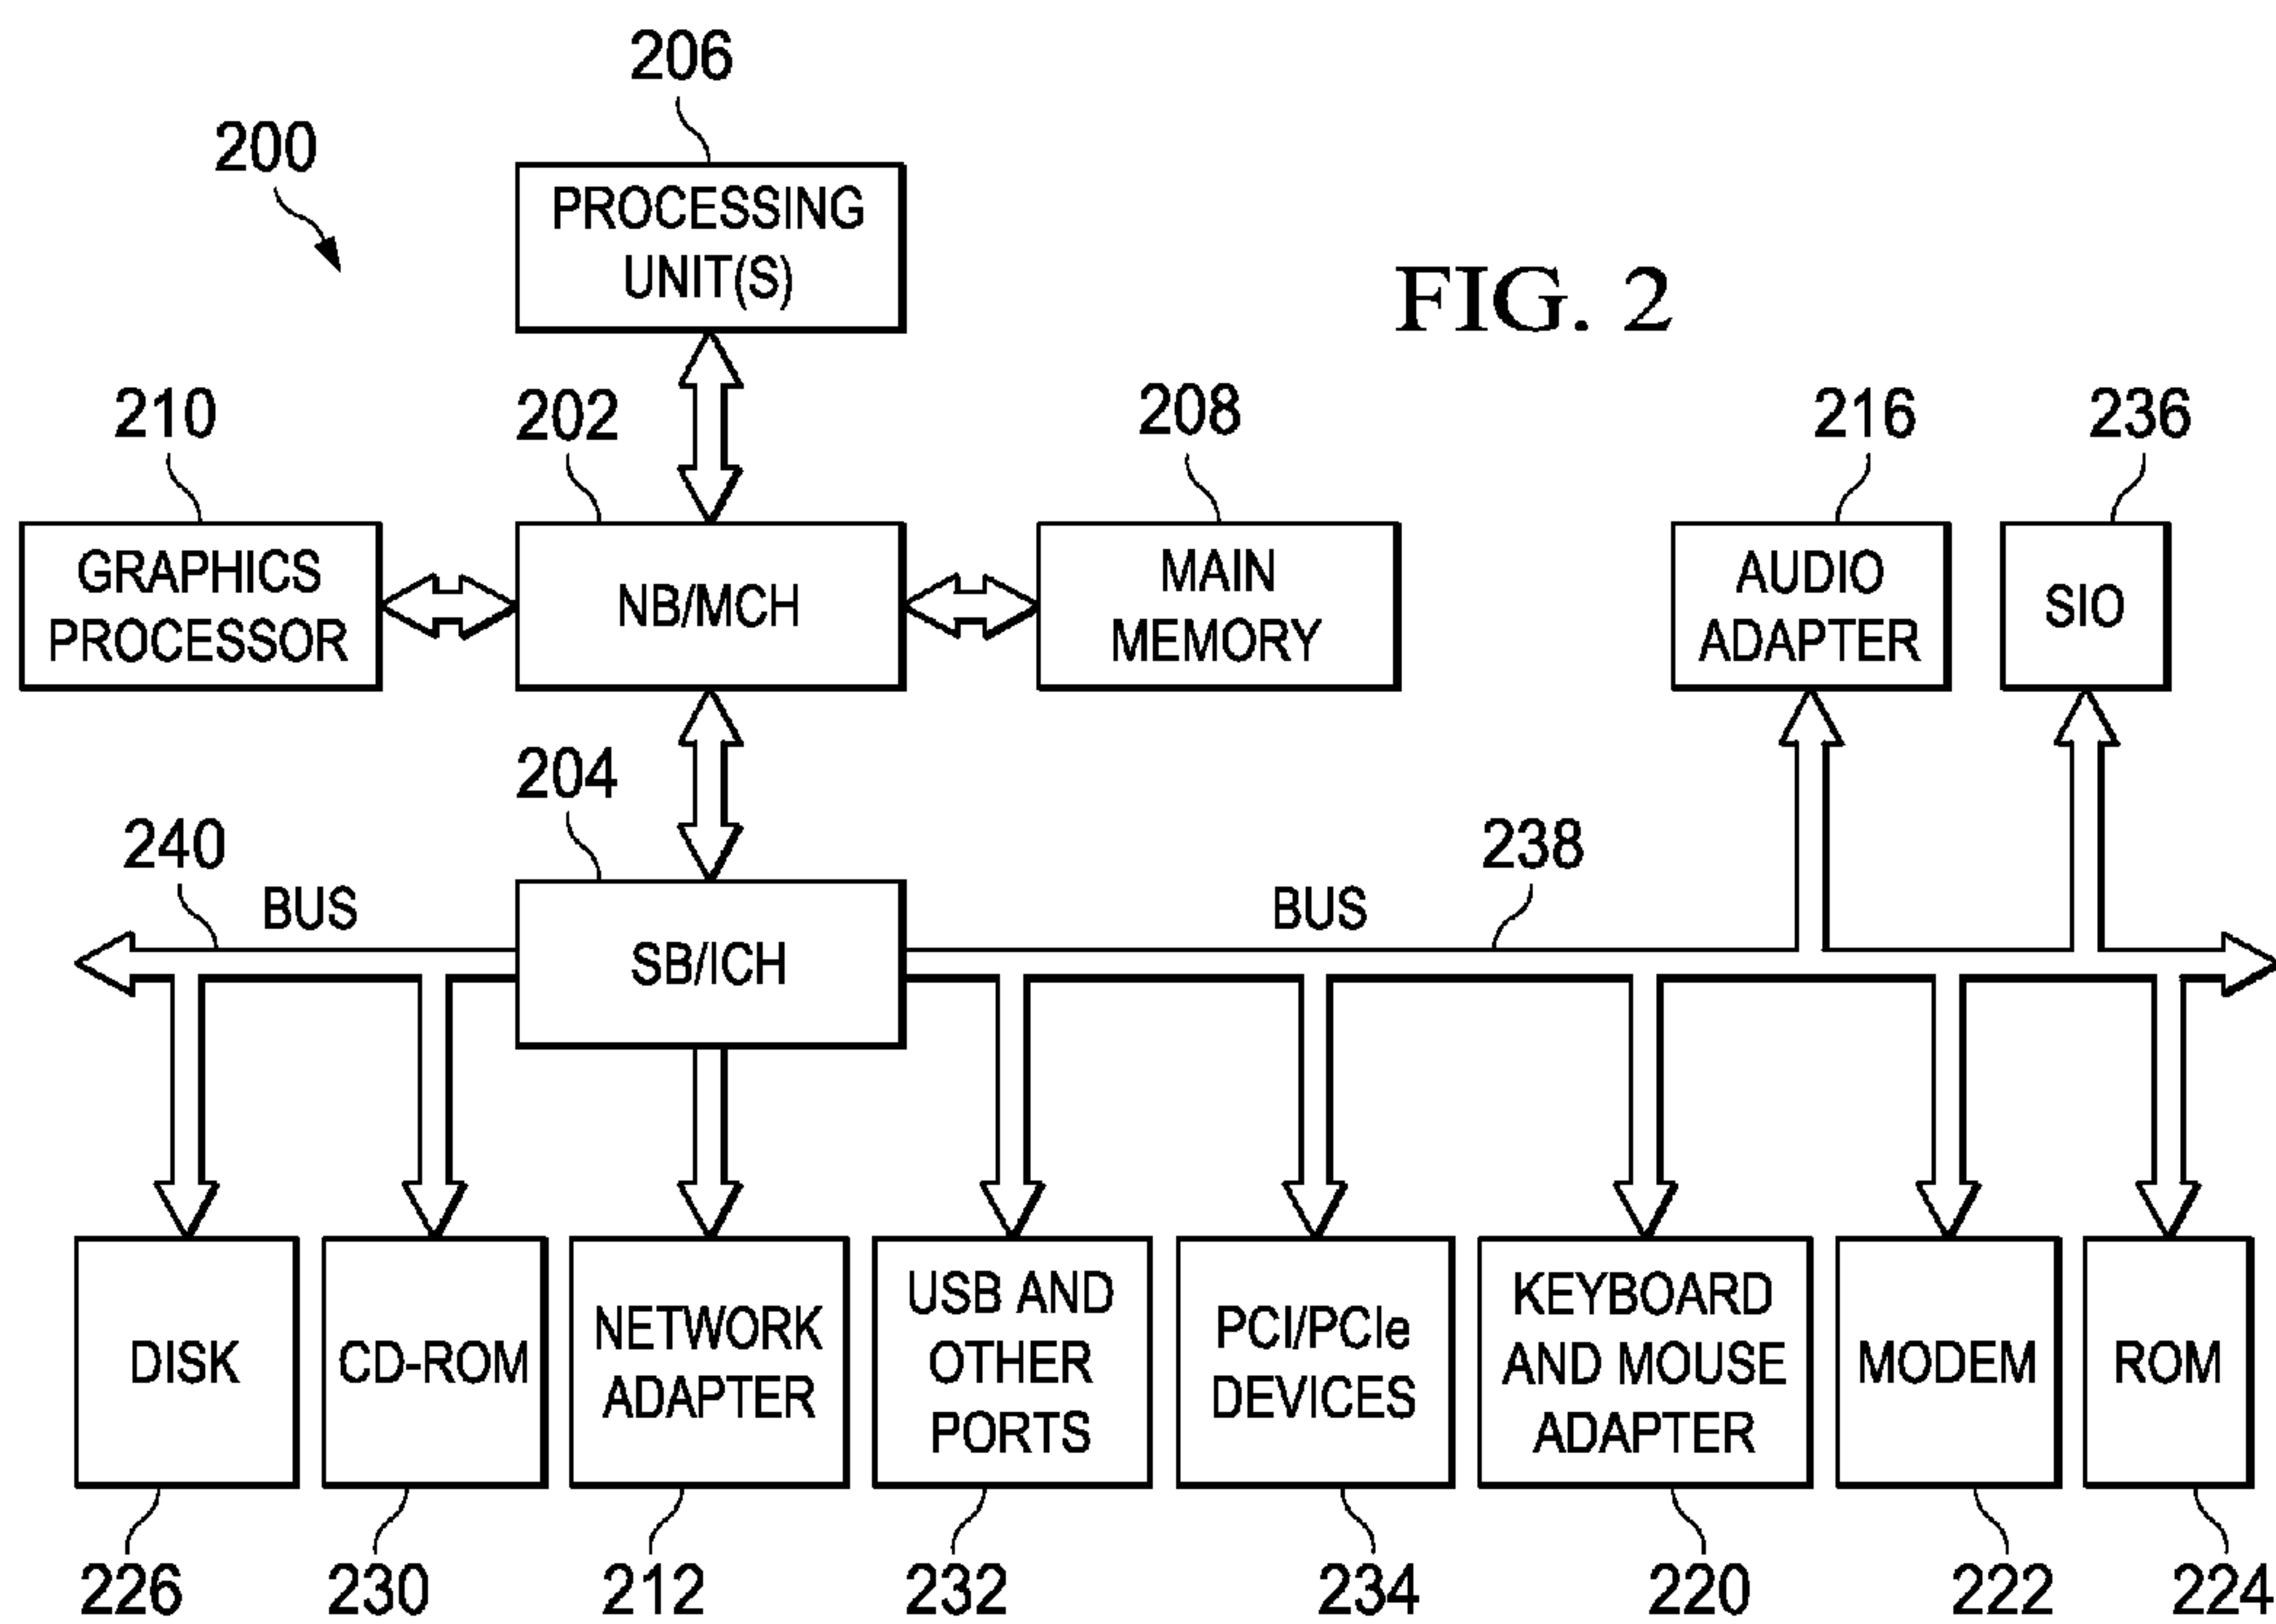 206
200
PROCESSING
UNIT(S)
FIG. 2
210
202
208
216
236
GRAPHICS
PROCESSOR
NB/MCH
MAIN
MEMORY
AUDIO
ADAPTER
SIO
204
240
238
BUS
BUS
SB/ICH
DISK
CD-ROM
NETWORK
ADAPTER
USB AND
OTHER
PORTS
PCI/PCIe
DEVICES
KEYBOARD
AND MOUSE
ADAPTER
MODEM
ROM
226
230
212
232
234
220
222
224